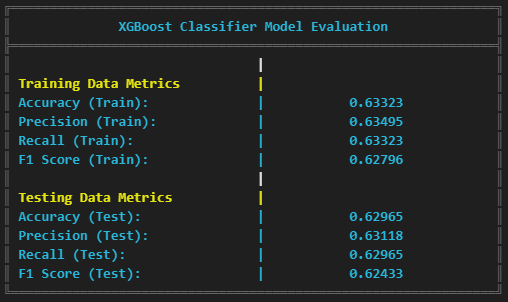 XGBoost Classifier Model Evaluation
Training Data Metrics |
Accuracy (Train): | 0.63323
Precision (Train): | 0.63495
Recall (Train): | 0.63323
F1 Score (Train): | 0.62796
Testing Data Metrics |
Accuracy (Test): | 0.62965
Precision (Test): | 0.63118
Recall (Test): | 0.62965
F1 Score (Test): | 0.62433